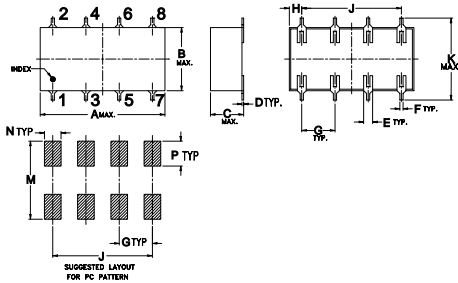 2 4 6 8
H J
B MAX.
K MAX
INDEX
1 3 5 7
A MAX.
C MAX.
D TYP.
F TYP.
E TYP.
G TYP.
N TYP
P TYP
M
G TYP
J
SUGGESTED LAYOUT
FOR PC PATTERN